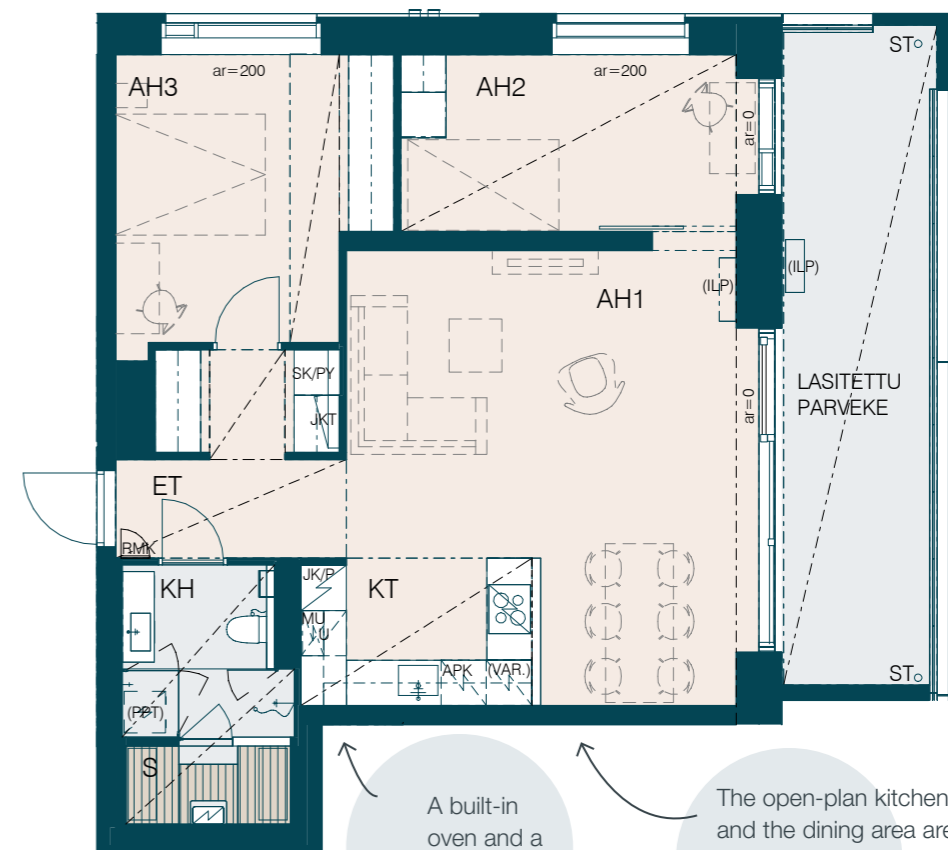 AH3
ar=200
AH2
ar=200
ST
ar=0
(ILP)
(ILP)
AH1
SK/PY
JKT
ar=0
LASITETTU
PARVEKE
ET
RMK
KH
JK/P
KT
MU
U
APK
(VAR.)
(PPT)
ST
S
A built-in
oven and a
The open-plan kitchen
and the dining area are